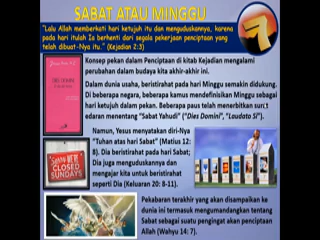 SABAT ATAU MINGGU
"Lalu Allah memberkati hari ketujuh itu dan menguduskannya, karena
pada hari itulah Ia berhenti dari segala pekerjaan penciptaan yang
telah dibuat-Nya itu." (Kejadian 2:3)
7
Konsep pekan dalam Penciptaan di kitab Kejadian mengalami
perubahan dalam budaya kita akhir-akhir ini.
Dalam dunia usaha, beristirahat pada hari Minggu semakin didukung.
Di beberapa negara, beberapa kamus mendefinisikan Minggu sebagai
hari ketujuh dalam pekan. Beberapa paus telah menerbitkan surat
edaran menentang "Sabat Yahudi" ("Dies Domini", "Laudato Si").
CLOSED
SUNDAYS
Namun, Yesus menyatakan diri-Nya
"Tuhan atas hari Sabat" (Matius 12:
8). Dia beristirahat pada hari Sabat;
Dia juga menguduskannya dan
mengajar kita untuk beristirahat
seperti Dia (Keluaran 20: 8-11).
Pekabaran terakhir yang akan disampaikan ke
dunia ini termasuk mengumandangkan tentang
Sabat sebagai suatu pengingat akan penciptaan
Allah (Wahyu 14: 7).